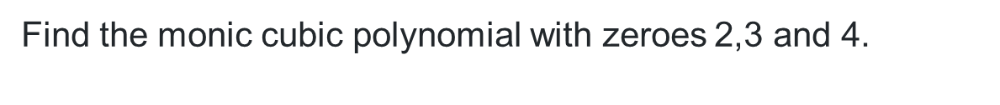 Find the monic cubic polynomial with zeroes 2,3 and 4.